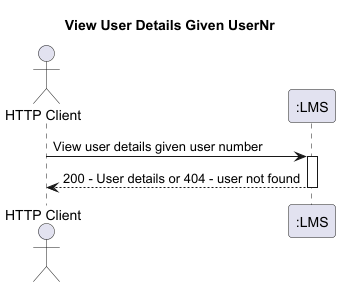 View User Details Given UserNr
HTTP Client
:LMS
View user details given user number
200 - User details or 404 - user not found
HTTP Client
:LMS